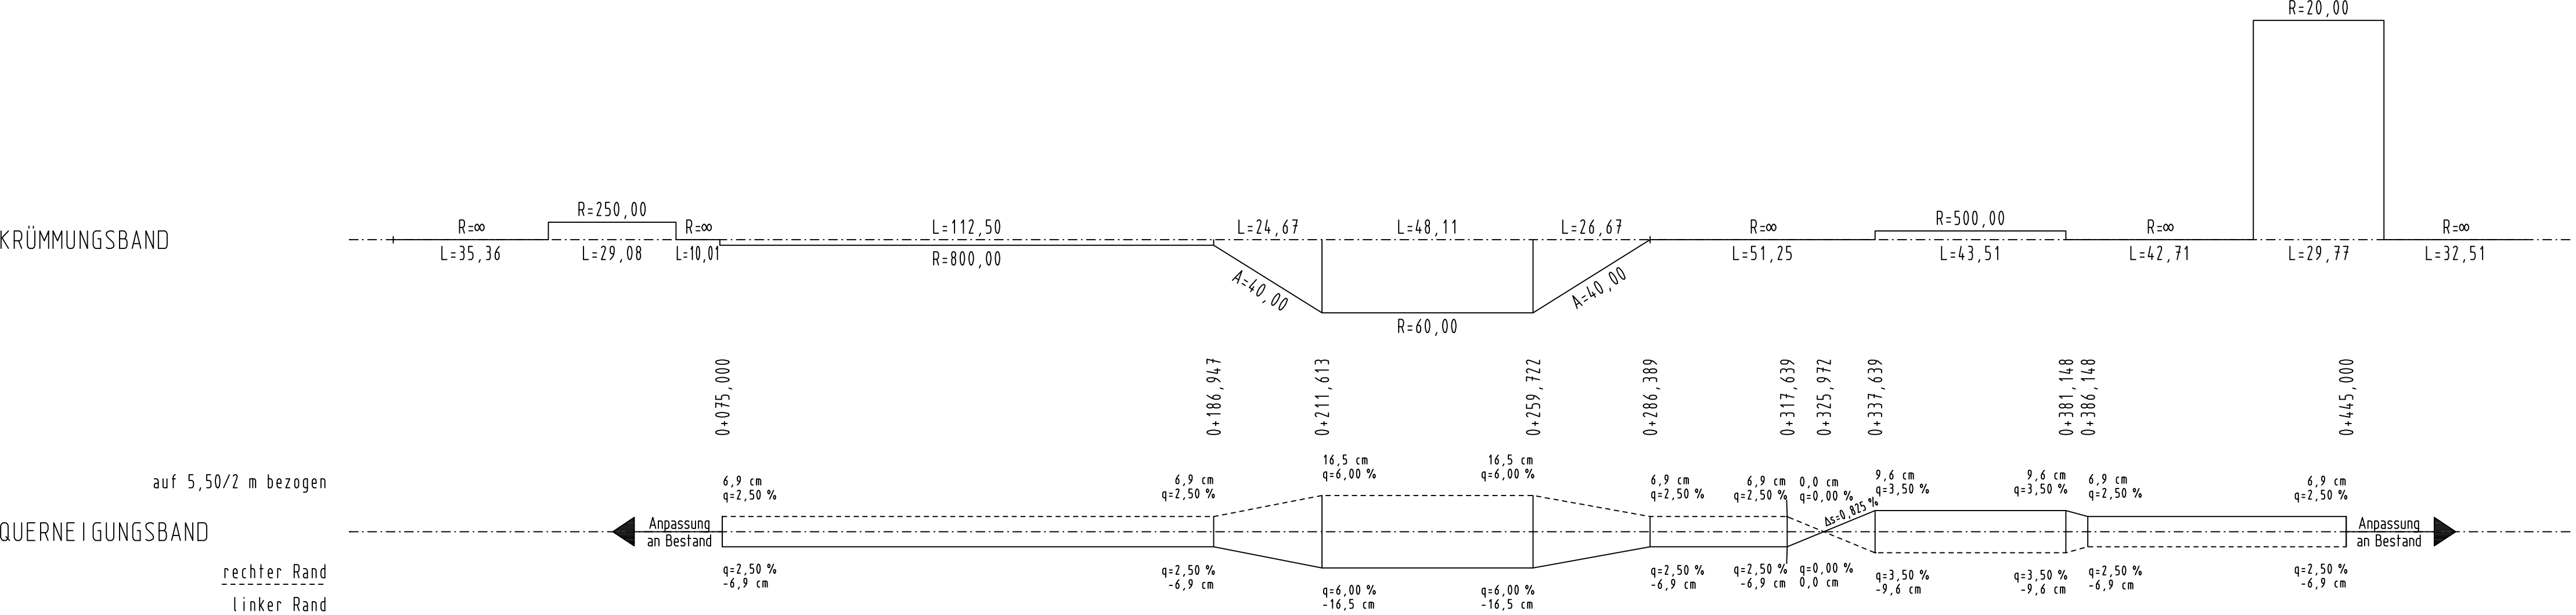 R=20,00
R=250,00
R=∞
R=∞
L=112,50
L=24,67
L=48,11
L=26,67
R=∞
R=500,00
R=∞
R=∞
KRÜMMUNGSBAND
L=35,36
L=29,08
L=10,01
R=800,00
A=40,00
R=60,00
A=40,00
L=51,25
L=43,51
L=42,71
L=29,77
L=32,51
0+075,000
0+186,947
0+211,613
0+259,722
0+286,389
0+317,639
0+325,972
0+337,639
0+381,148
0+386,148
0+445,000
auf 5,50/2 m bezogen
6,9 cm
q=2,50 %
6,9 cm
q=2,50 %
16,5 cm
q=6,00 %
16,5 cm
q=6,00 %
6,9 cm
q=2,50 %
6,9 cm
q=2,50 %
0,0 cm
q=0,00 %
9,6 cm
q=3,50 %
9,6 cm
q=3,50 %
6,9 cm
q=2,50 %
6,9 cm
q=2,50 %
QUERNEIGUNGSBAND
Anpassung
an Bestand
Δs=0,825 %
Anpassung
an Bestand
rechter Rand
linker Rand
q=2,50 %
-6,9 cm
q=2,50 %
-6,9 cm
q=6,00 %
-16,5 cm
q=6,00 %
-16,5 cm
q=2,50 %
-6,9 cm
q=2,50 %
-6,9 cm
q=0,00 %
0,0 cm
q=3,50 %
-9,6 cm
q=3,50 %
-9,6 cm
q=2,50 %
-6,9 cm
q=2,50 %
-6,9 cm